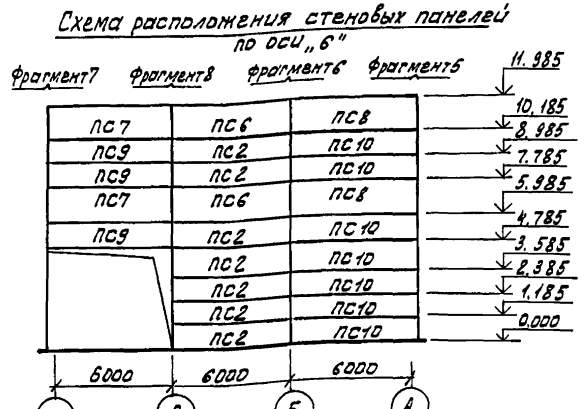 Схема расположения стеновых панелей
по оси „6"
Фрагмент7 Фрагмент8 Фрагмент6 Фрагмент5
11.985
10,185
8,985
7.785
5.985
4,785
3.585
2,385
1,185
0,000
ПС7 ПС6 ПС8
ПС9 ПС2 ПС10
ПС9 ПС2 ПС10
ПС7 ПС6 ПС8
ПС9 ПС2 ПС10
ПС2 ПС10
ПС2 ПС10
ПС2 ПС10
ПС2 ПС10
6000 6000 6000
Б А